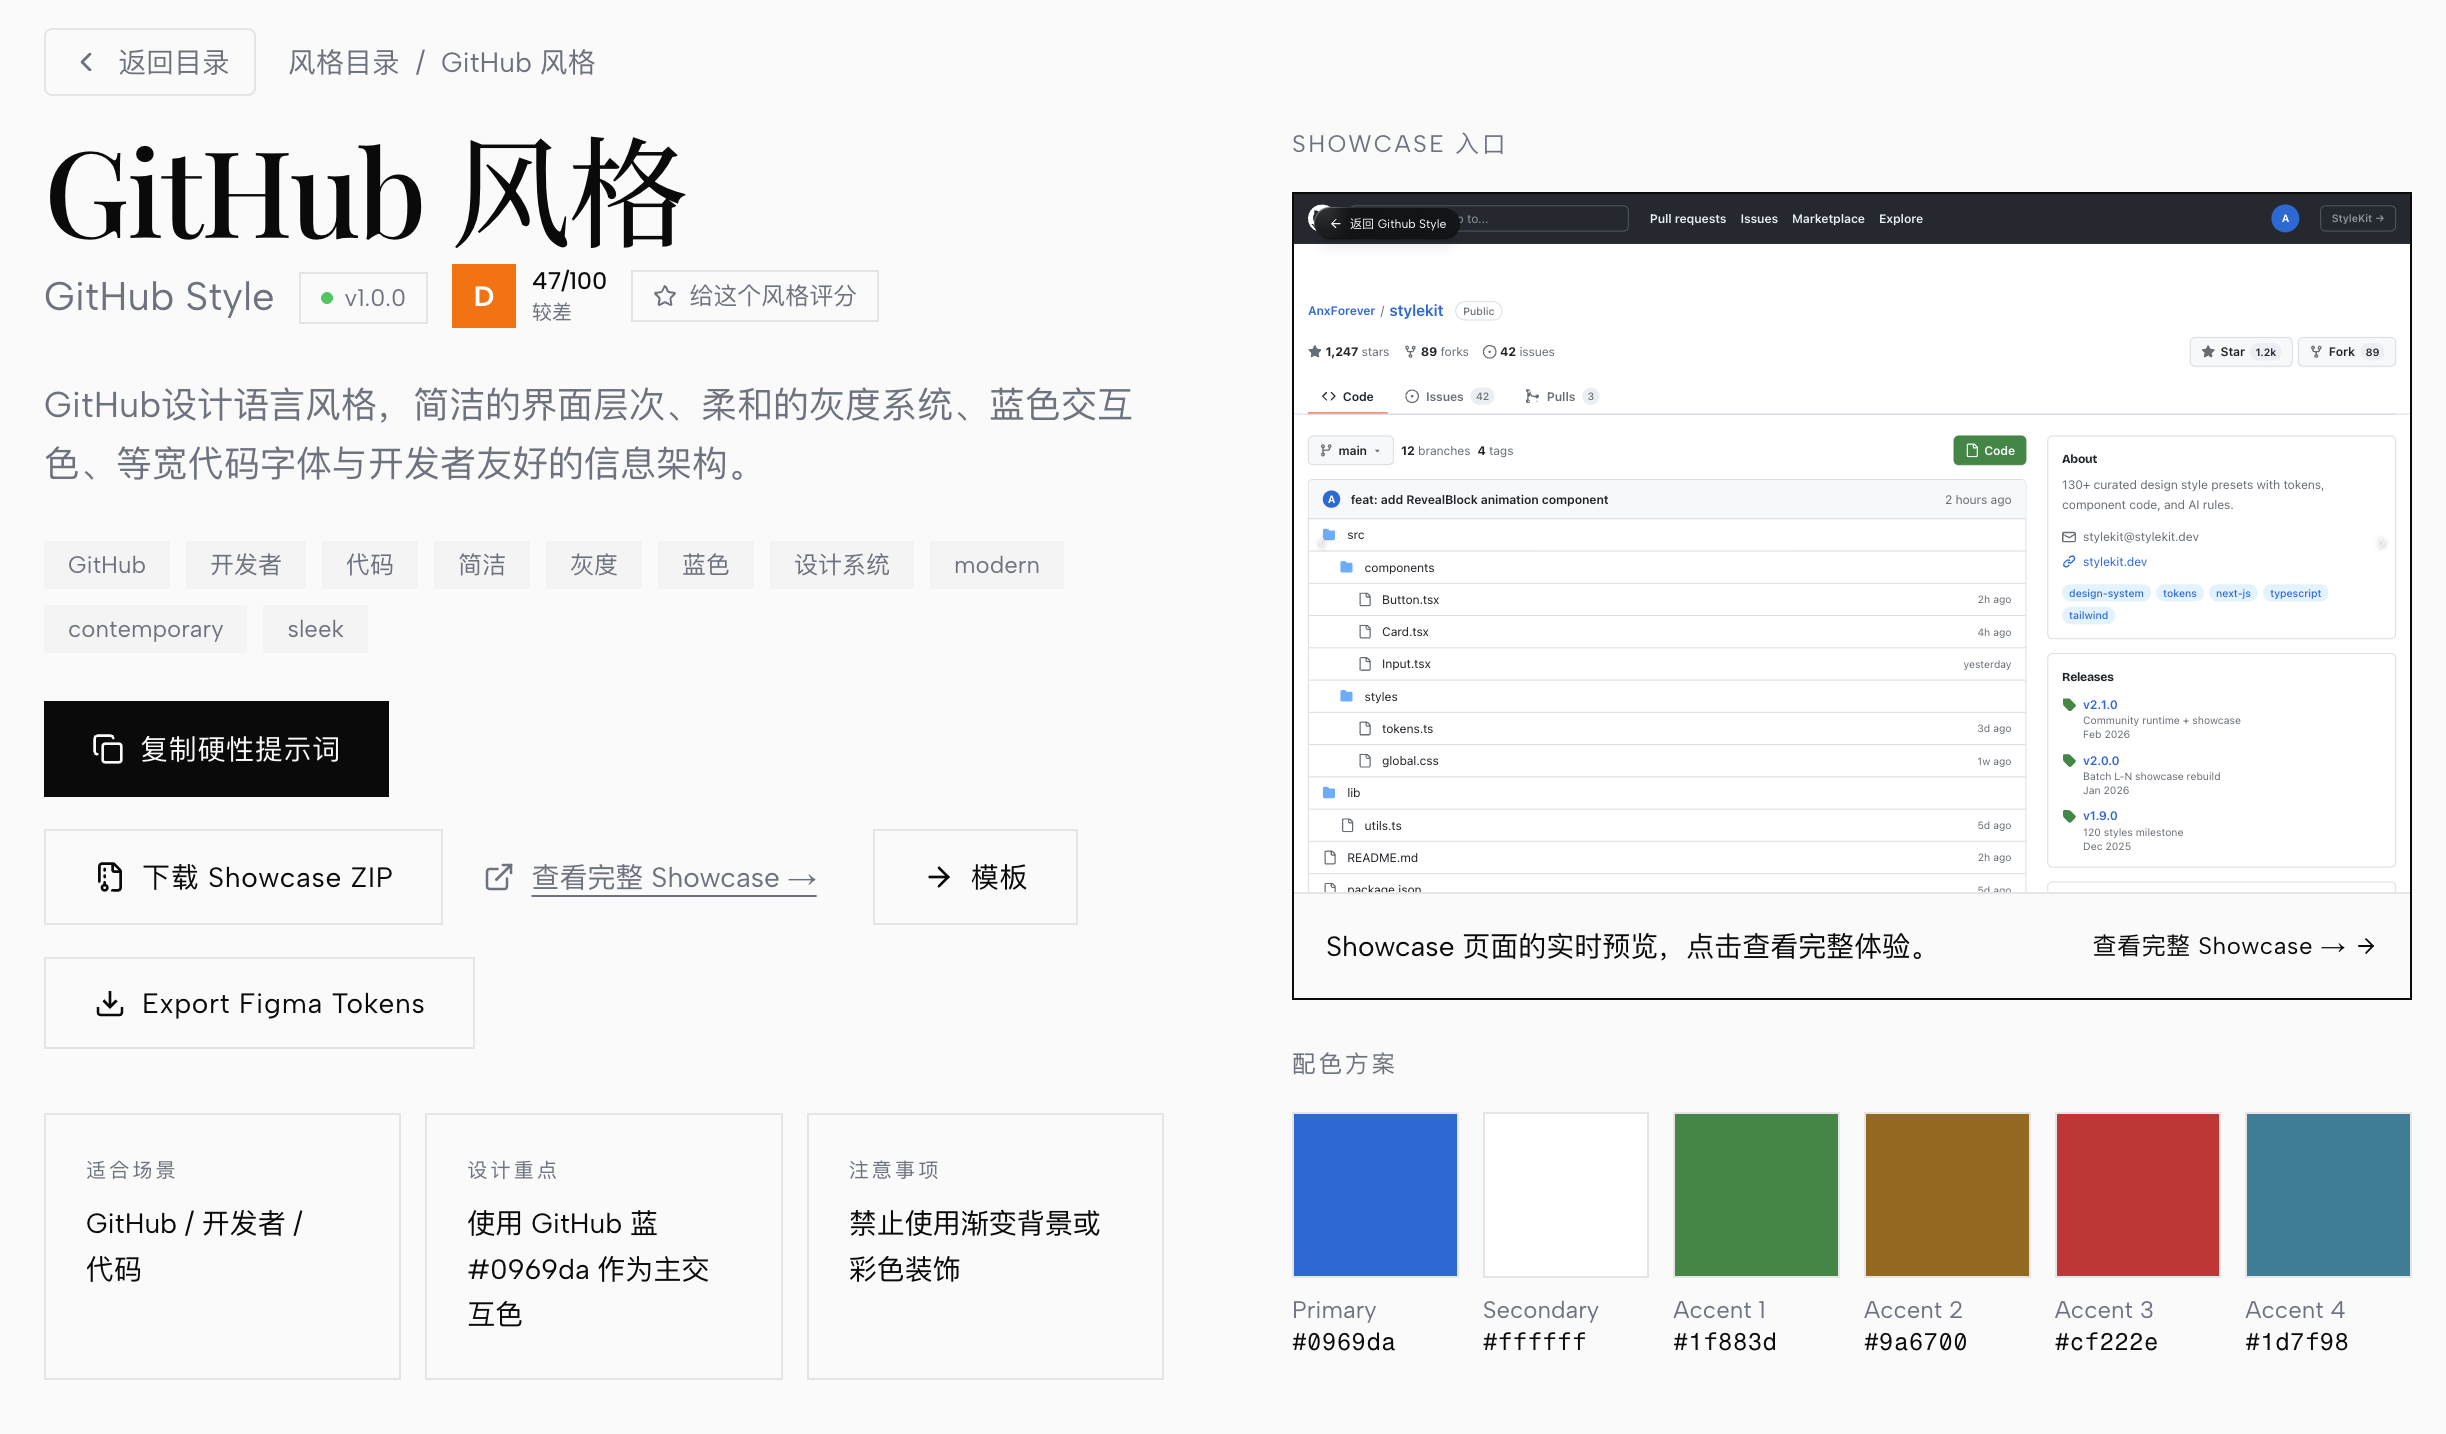 返回目录
风格目录 / GitHub 风格
GitHub 风格
GitHub Style
v1.0.0
D
47/100
较差
给这个风格评分
GitHub设计语言风格，简洁的界面层次、柔和的灰度系统、蓝色交互
色、等宽代码字体与开发者友好的信息架构。
GitHub
开发者
代码
简洁
灰度
蓝色
设计系统
modern
contemporary
sleek
复制硬性提示词
下载 Showcase ZIP
查看完整 Showcase →
模板
Export Figma Tokens
适合场景
GitHub / 开发者 /
代码
设计重点
使用 GitHub 蓝
#0969da 作为主交
互色
注意事项
禁止使用渐变背景或
彩色装饰
SHOWCASE 入口
← 返回 Github Style
to...
Pull requests
Issues
Marketplace
Explore
A
StyleKit →
AnxForever / stylekit
Public
1,247 stars
89 forks
42 issues
Star 1.2k
Fork 89
Code
Issues 42
Pulls 3
main
12 branches 4 tags
Code
A
feat: add RevealBlock animation component
2 hours ago
src
components
Button.tsx
2h ago
Card.tsx
4h ago
Input.tsx
yesterday
styles
tokens.ts
3d ago
global.css
1w ago
lib
utils.ts
5d ago
README.md
2h ago
package.json
5d ago
About
130+ curated design style presets with tokens,
component code, and AI rules.
stylekit@stylekit.dev
stylekit.dev
design-system
tokens
next-js
typescript
tailwind
Releases
v2.1.0
Community runtime + showcase
Feb 2026
v2.0.0
Batch L-N showcase rebuild
Jan 2026
v1.9.0
120 styles milestone
Dec 2025
Showcase 页面的实时预览，点击查看完整体验。
查看完整 Showcase →
配色方案
Primary
#0969da
Secondary
#ffffff
Accent 1
#1f883d
Accent 2
#9a6700
Accent 3
#cf222e
Accent 4
#1d7f98